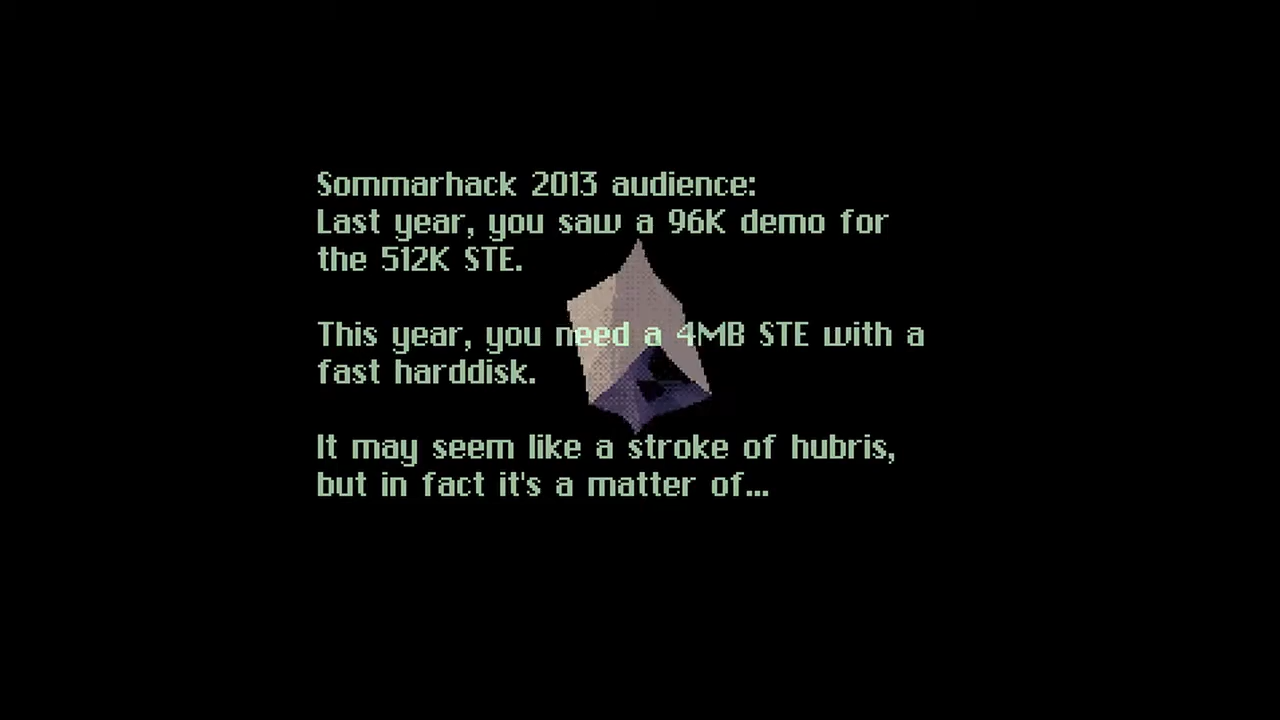 Sommarhack 2013 audience:
Last year, you saw a 96K demo for
the 512K STE.
This year, you need a 4MB STE with a
fast harddisk.
It may seem like a stroke of hubris,
but in fact it's a matter of...